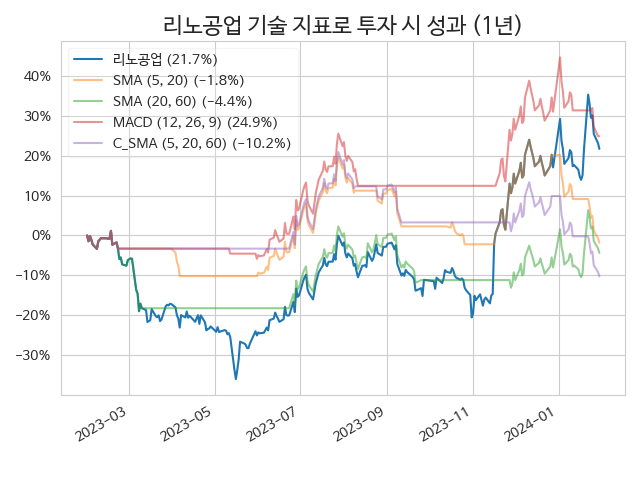 리노공업 기술 지표로 투자 시 성과 (1년)
리노공업 (21.7%)
SMA (5, 20) (−1.8%)
SMA (20, 60) (−4.4%)
MACD (12, 26, 9) (24.9%)
C_SMA (5, 20, 60) (−10.2%)
40%
30%
20%
10%
0%
−10%
−20%
−30%
2023−03
2023−05
2023−07
2023−09
2023−11
2024−01